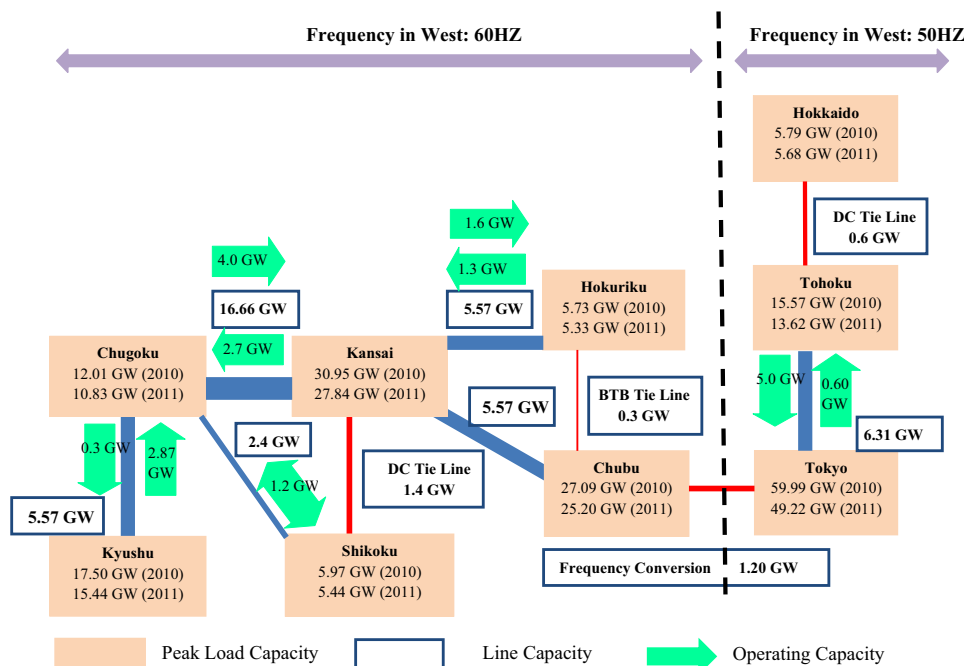 Frequency in West: 60HZ
Frequency in West: 50HZ
Hokkaido
5.79 GW (2010)
5.68 GW (2011)
DC Tie Line
0.6 GW
1.6 GW
4.0 GW
1.3 GW
16.66 GW
5.57 GW
2.7 GW
Hokuriku
5.73 GW (2010)
5.33 GW (2011)
Tohoku
15.57 GW (2010)
13.62 GW (2011)
Chugoku
12.01 GW (2010)
10.83 GW (2011)
Kansai
30.95 GW (2010)
27.84 GW (2011)
5.57 GW
BTB Tie Line
0.3 GW
5.0 GW
0.60
GW
6.31 GW
0.3 GW
2.87
GW
2.4 GW
1.2 GW
DC Tie Line
1.4 GW
Chubu
27.09 GW (2010)
25.20 GW (2011)
Tokyo
59.99 GW (2010)
49.22 GW (2011)
5.57 GW
Kyushu
17.50 GW (2010)
15.44 GW (2011)
Shikoku
5.97 GW (2010)
5.44 GW (2011)
Frequency Conversion 1.20 GW
Peak Load Capacity
Line Capacity
Operating Capacity